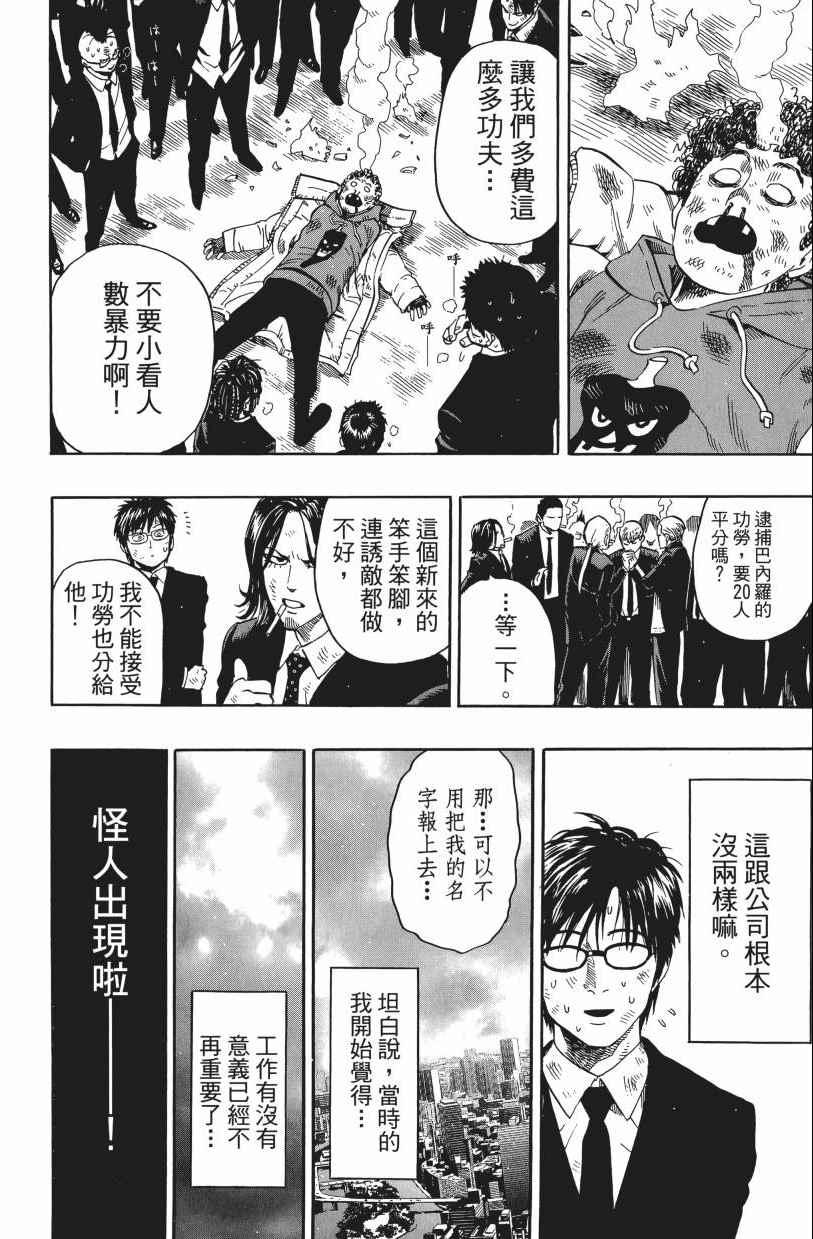 讓我們多費這
麼多功夫…
はーはー
呼—
呼—
不要小看人
數暴力啊！
逮捕巴內羅的
功勞，要20人
平分嗎？
…等一下。
這個新來的
笨手笨腳，
連誘敵都做
不好，
我不能接受
功勞也分給
他！
這跟公司根本
沒兩樣嘛。
那…可以不
用把我的名
字報上去…
坦白說，當時的
我開始覺得…
工作有沒有
意義已經不
再重要了…
怪人出現啦——！